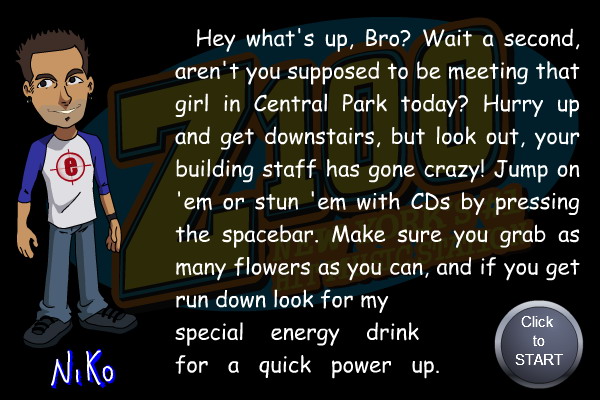 Hey what's up, Bro? Wait a second,
aren't you supposed to be meeting that
girl in Central Park today? Hurry up
and get downstairs, but look out, your
building staff has gone crazy! Jump on
'em or stun 'em with CDs by pressing
the spacebar. Make sure you grab as
many flowers as you can, and if you get
run down look for my
special energy drink
for a quick power up.
Click
to
START
NiKo
e
Z100